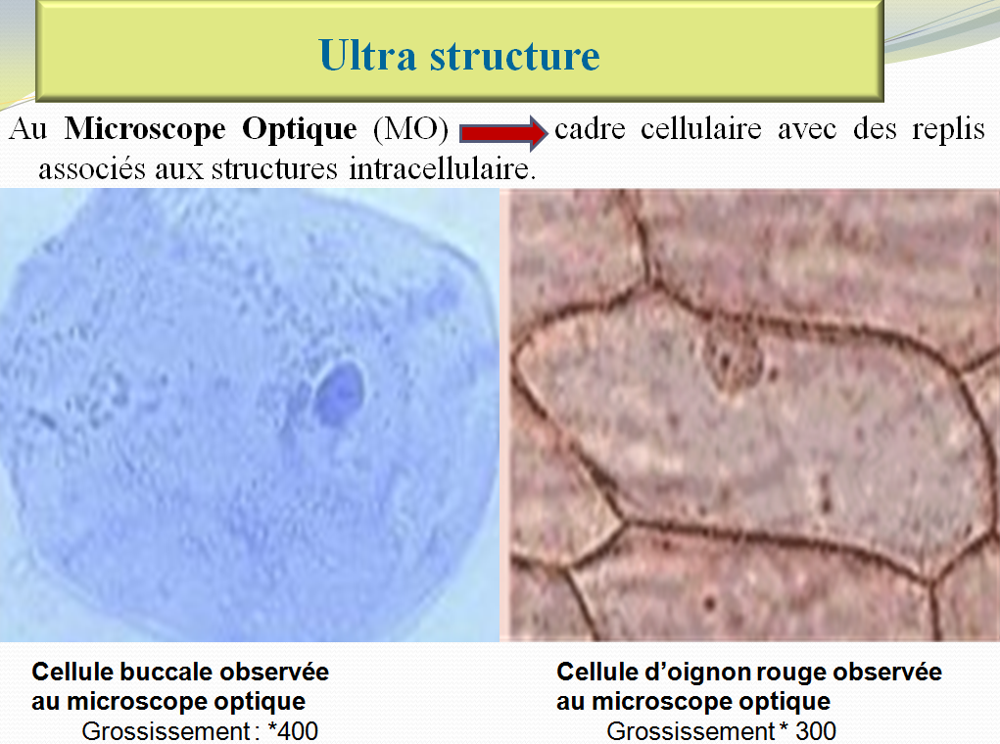 Ultra structure
Au Microscope Optique (MO) cadre cellulaire avec des replis
associés aux structures intracellulaire.
Cellule buccale observée
au microscope optique
Grossissement : *400
Cellule d’oignon rouge observée
au microscope optique
Grossissement * 300